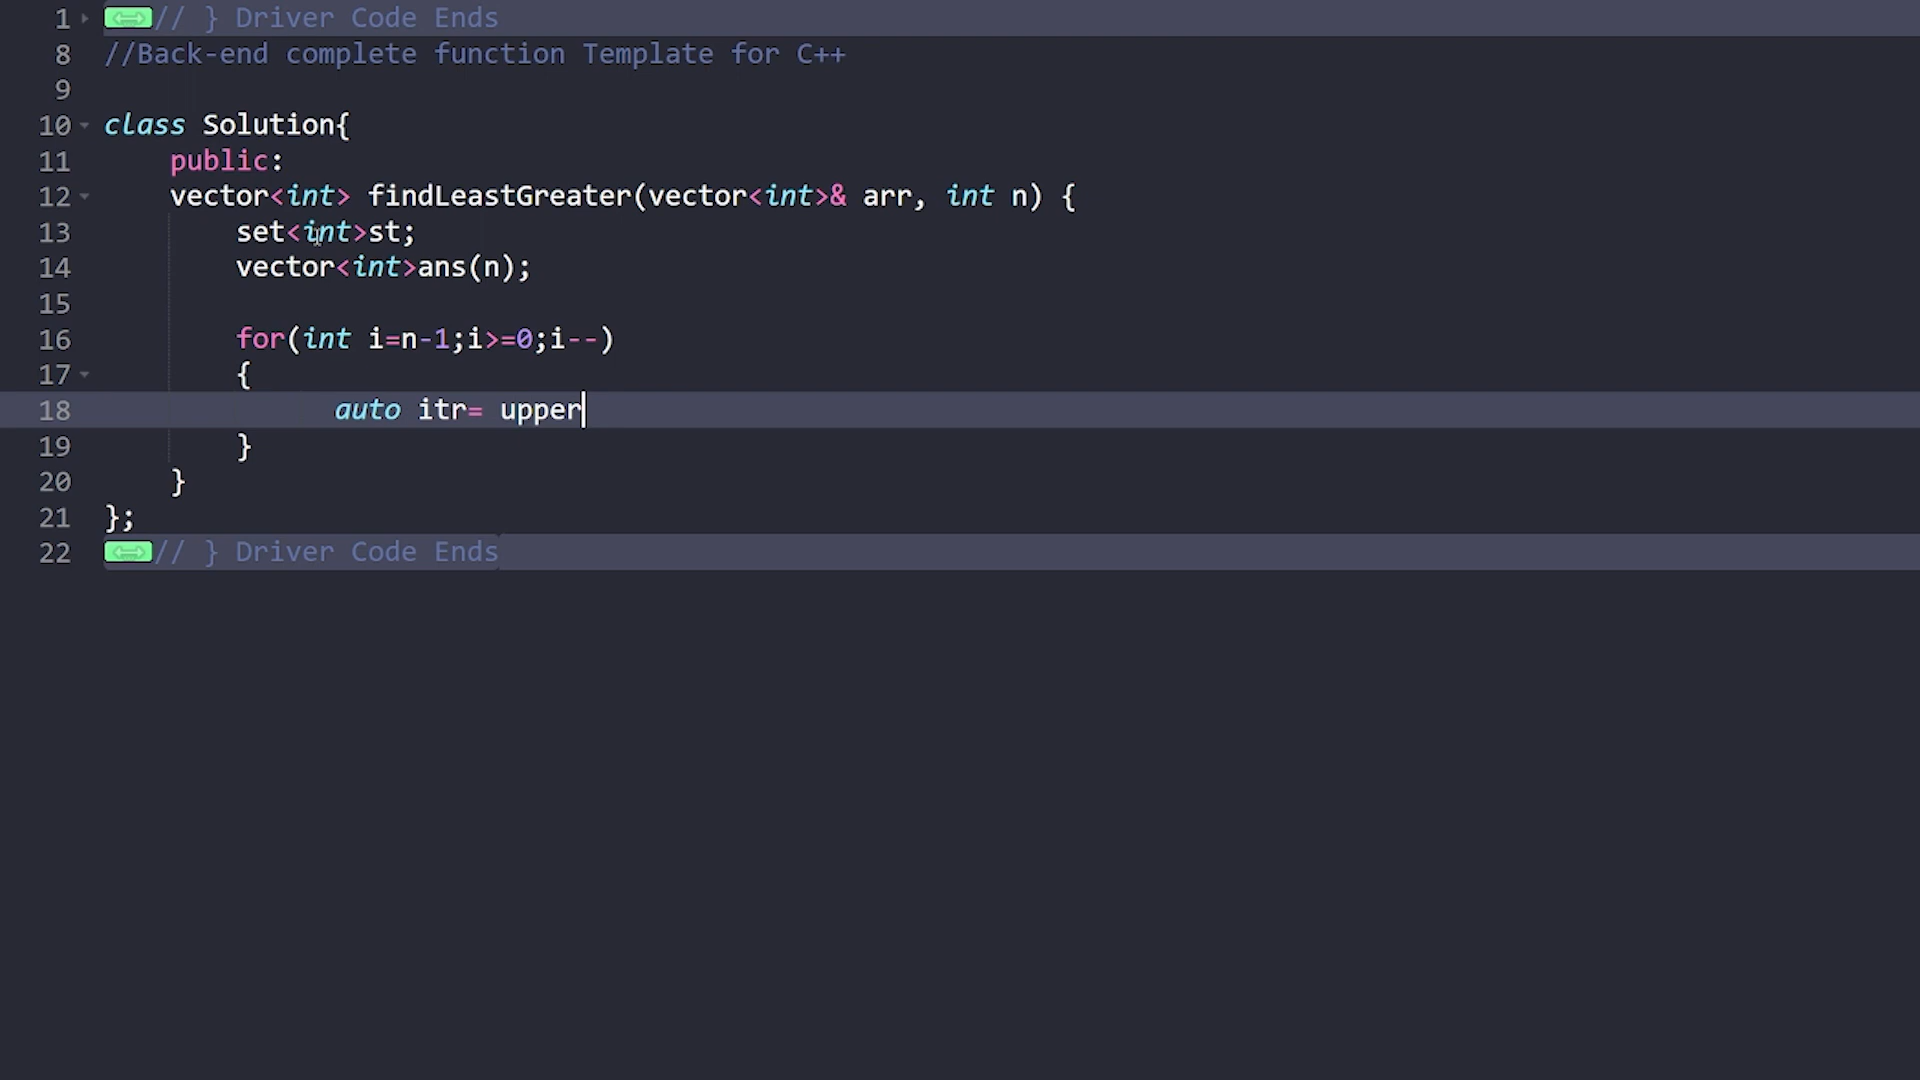 1 // } Driver Code Ends
8 //Back-end complete function Template for C++
9
10 class Solution{
11 public:
12 vector<int> findLeastGreater(vector<int>& arr, int n) {
13 set<int>st;
14 vector<int>ans(n);
15
16 for(int i=n-1;i>=0;i--)
17 {
18 auto itr= upper
19 }
20 }
21 };
22 // } Driver Code Ends